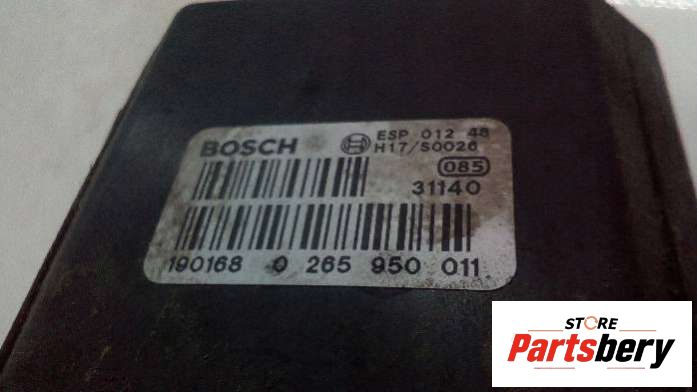 BOSCH
ESP 012 48
H17/S0026
085
31140
190168 0 265 950 011
STORE
Partsbery